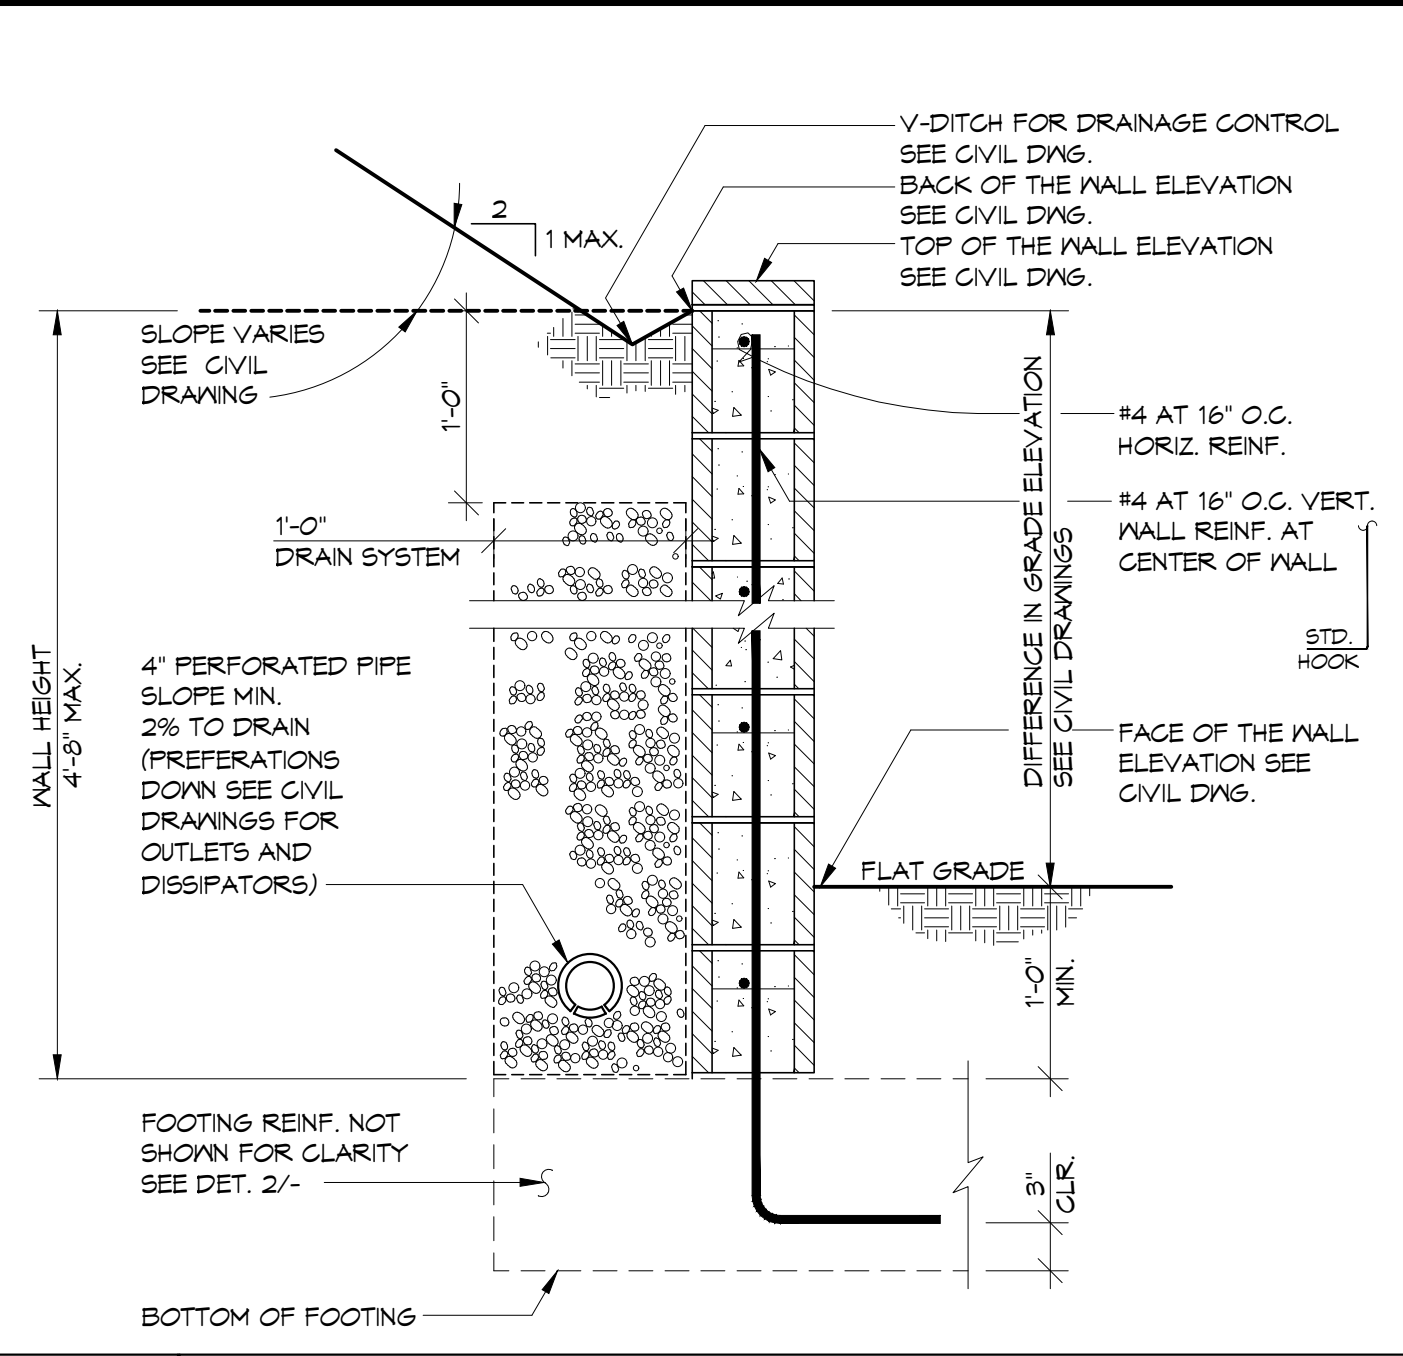 V-DITCH FOR DRAINAGE CONTROL
SEE CIVIL DWG.
BACK OF THE WALL ELEVATION
SEE CIVIL DWG.
TOP OF THE WALL ELEVATION
SEE CIVIL DWG.
2
1 MAX.
SLOPE VARIES
SEE CIVIL
DRAWING
1'-0"
#4 AT 16" O.C.
HORIZ. REINF.
#4 AT 16" O.C. VERT.
WALL REINF. AT
CENTER OF WALL
STD.
HOOK
1'-0"
DRAIN SYSTEM
DIFFERENCE IN GRADE ELEVATION
SEE CIVIL DRAWINGS
WALL HEIGHT
4'-8" MAX.
4" PERFORATED PIPE
SLOPE MIN.
2% TO DRAIN
(PREFERATIONS
DOWN SEE CIVIL
DRAWINGS FOR
OUTLETS AND
DISSIPATORS)
FACE OF THE WALL
ELEVATION SEE
CIVIL DWG.
FLAT GRADE
1'-0"
MIN.
FOOTING REINF. NOT
SHOWN FOR CLARITY
SEE DET. 2/-
3"
CLR.
BOTTOM OF FOOTING